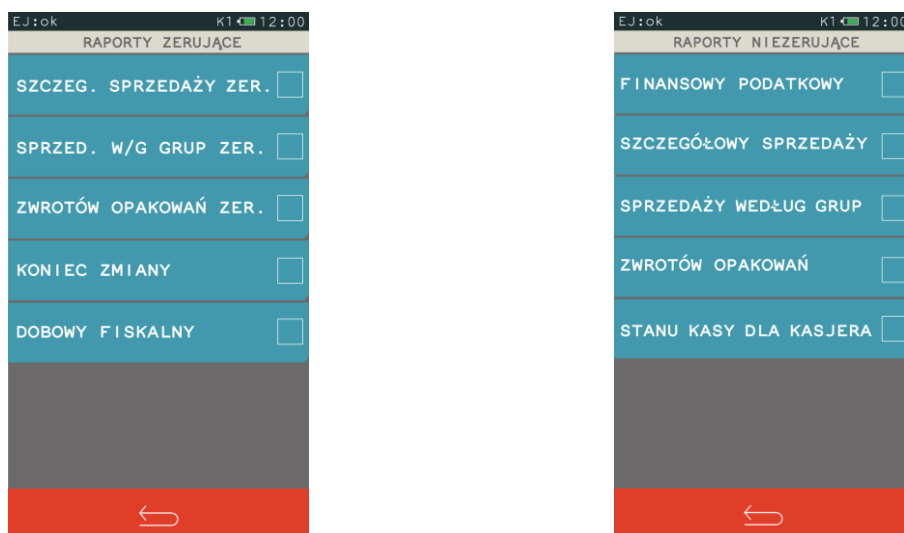 EJ:ok K1 12:00
RAPORTY ZERUJĄCE
SZCZEG. SPRZEDAŻY ZER.
SPRZED. W/G GRUP ZER.
ZWROTÓW OPAKOWAŃ ZER.
KONIEC ZMIANY
DOBOWY FISKALNY
EJ:ok K1 12:00
RAPORTY NIEZERUJĄCE
FINANSOWY PODATKOWY
SZCZEGÓŁOWY SPRZEDAŻY
SPRZEDAŻY WEDŁUG GRUP
ZWROTÓW OPAKOWAŃ
STANU KASY DLA KASJERA